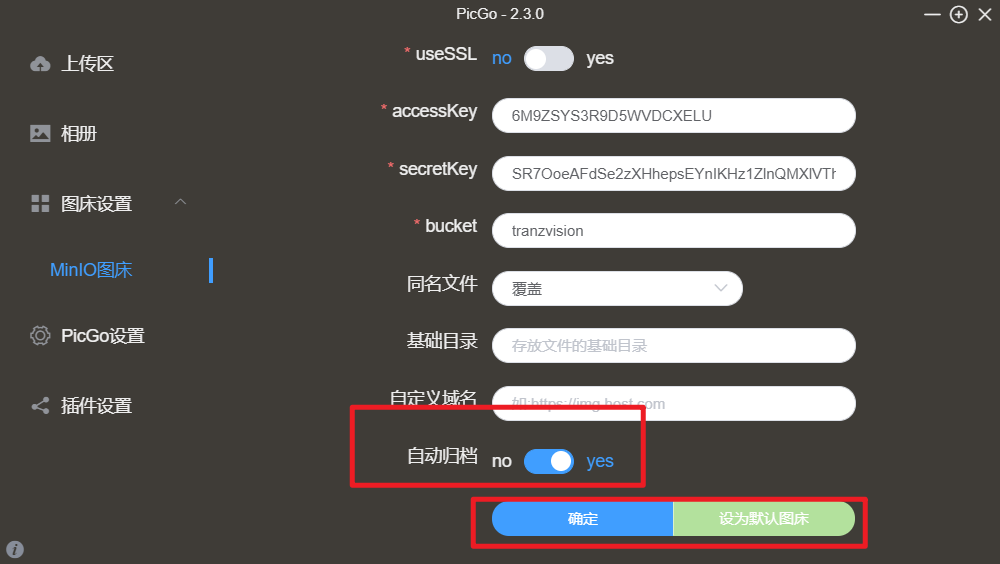 PicGo - 2.3.0
上传区
相册
图床设置
MinIO图床
PicGo设置
插件设置
* useSSL no yes
* accessKey 6M9ZSYS3R9D5WVDCXELU
* secretKey SR7OoeAFdSe2zXHhepsEYnIKHz1ZlnQMXlVTh
* bucket tranzvision
同名文件 覆盖
基础目录 存放文件的基础目录
自定义域名 如:https://img.host.com
自动归档 no yes
确定 设为默认图床